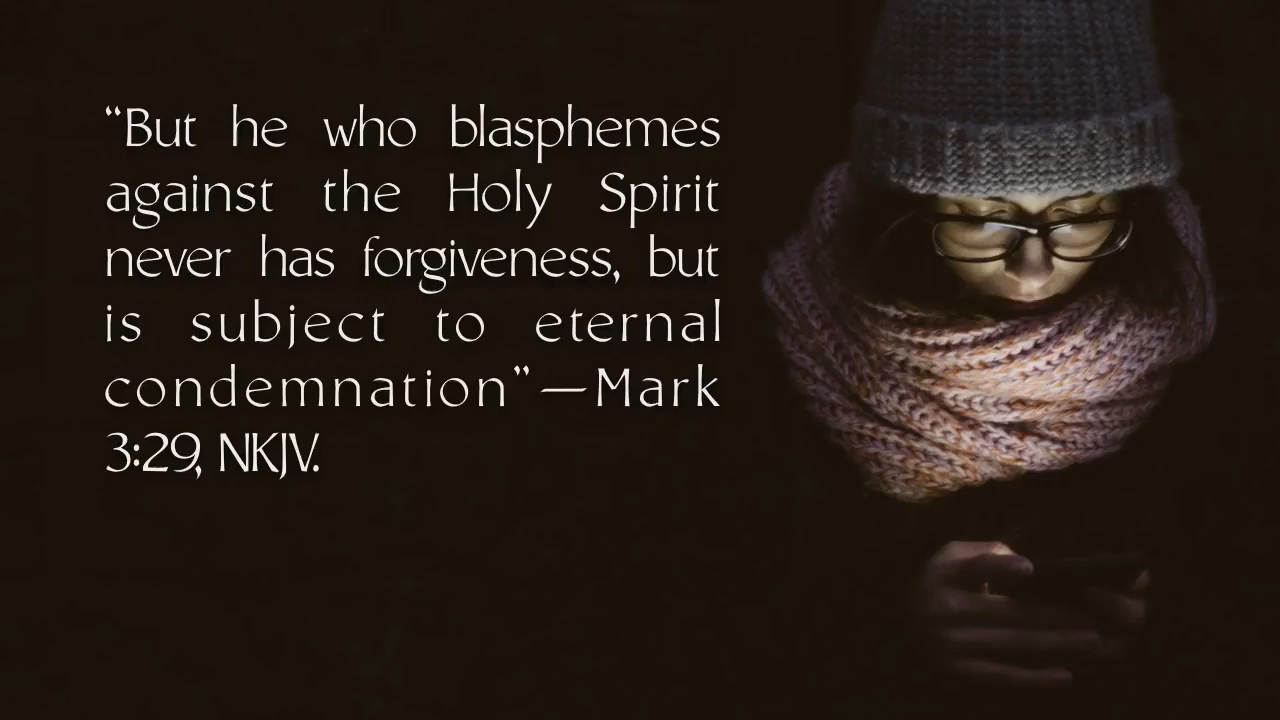 “But he who blasphemes
against the Holy Spirit
never has forgiveness, but
is subject to eternal
condemnation”—Mark
3:29, NKJV.